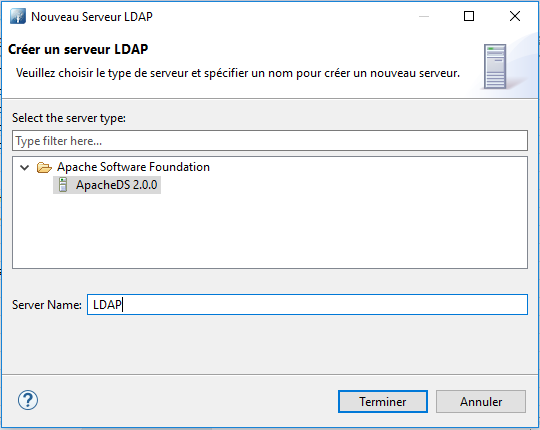 Nouveau Serveur LDAP
Créer un serveur LDAP
Veuillez choisir le type de serveur et spécifier un nom pour créer un nouveau serveur.
Select the server type:
Type filter here...
Apache Software Foundation
ApacheDS 2.0.0
Server Name: LDAP
?
Terminer Annuler